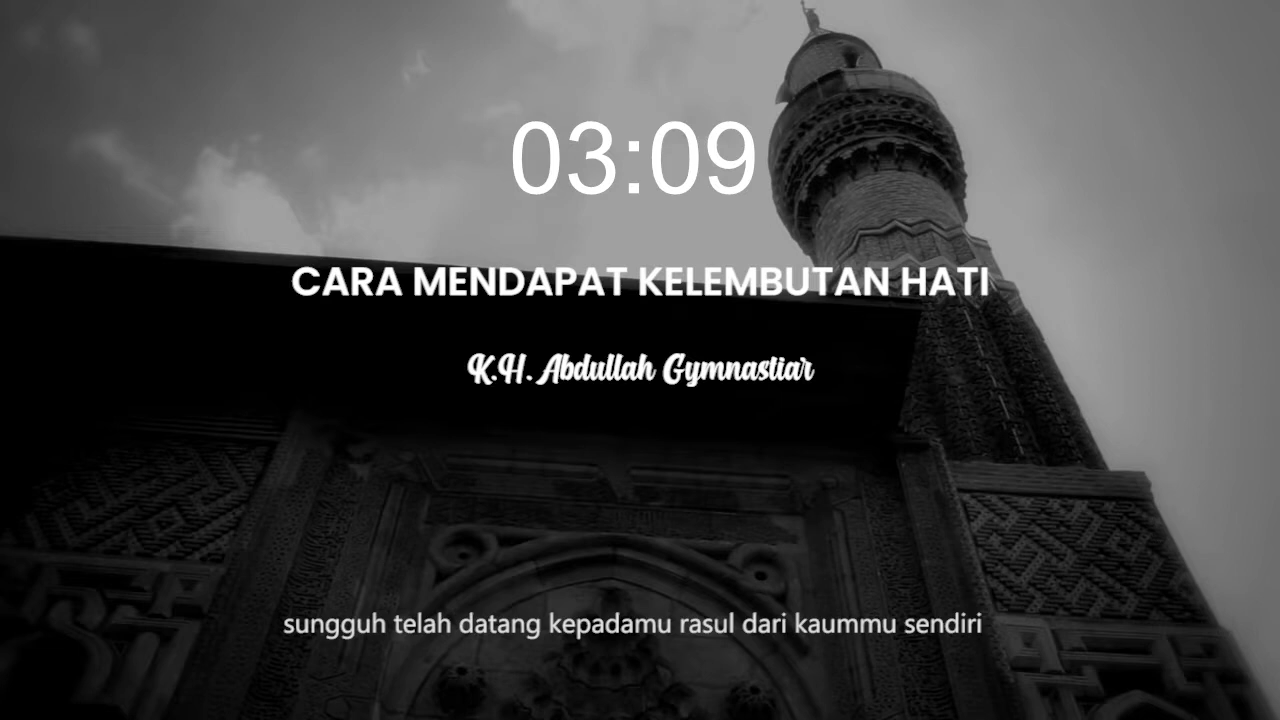 03:09
CARA MENDAPAT KELEMBUTAN HATI
K.H. Abdullah Gymnastiar
sungguh telah datang kepadamu rasul dari kaummu sendiri